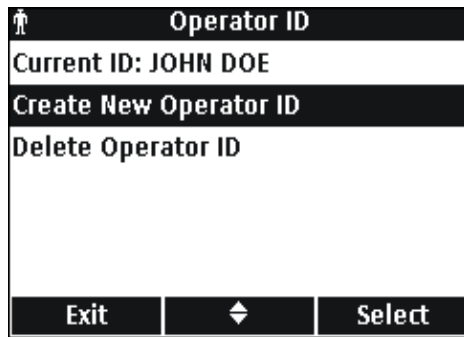 Operator ID
Current ID: JOHN DOE
Create New Operator ID
Delete Operator ID
Exit Select